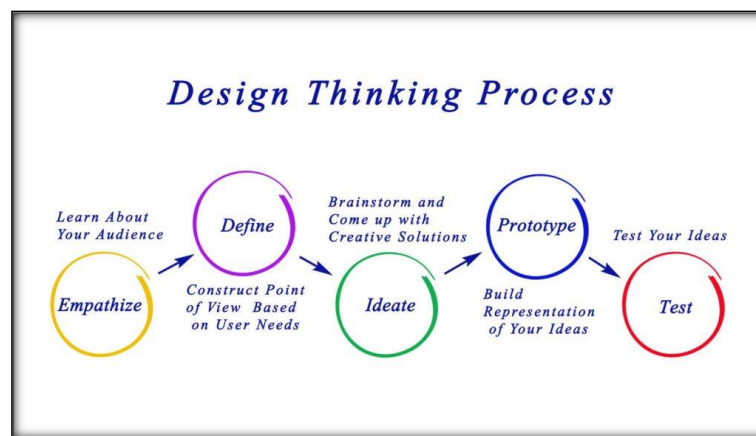 Design Thinking Process
Learn About
Your Audience
Empathize
Define
Construct Point
of View Based
on User Needs
Brainstorm and
Come up with
Creative Solutions
Ideate
Prototype
Build
Representation
of Your Ideas
Test Your Ideas
Test